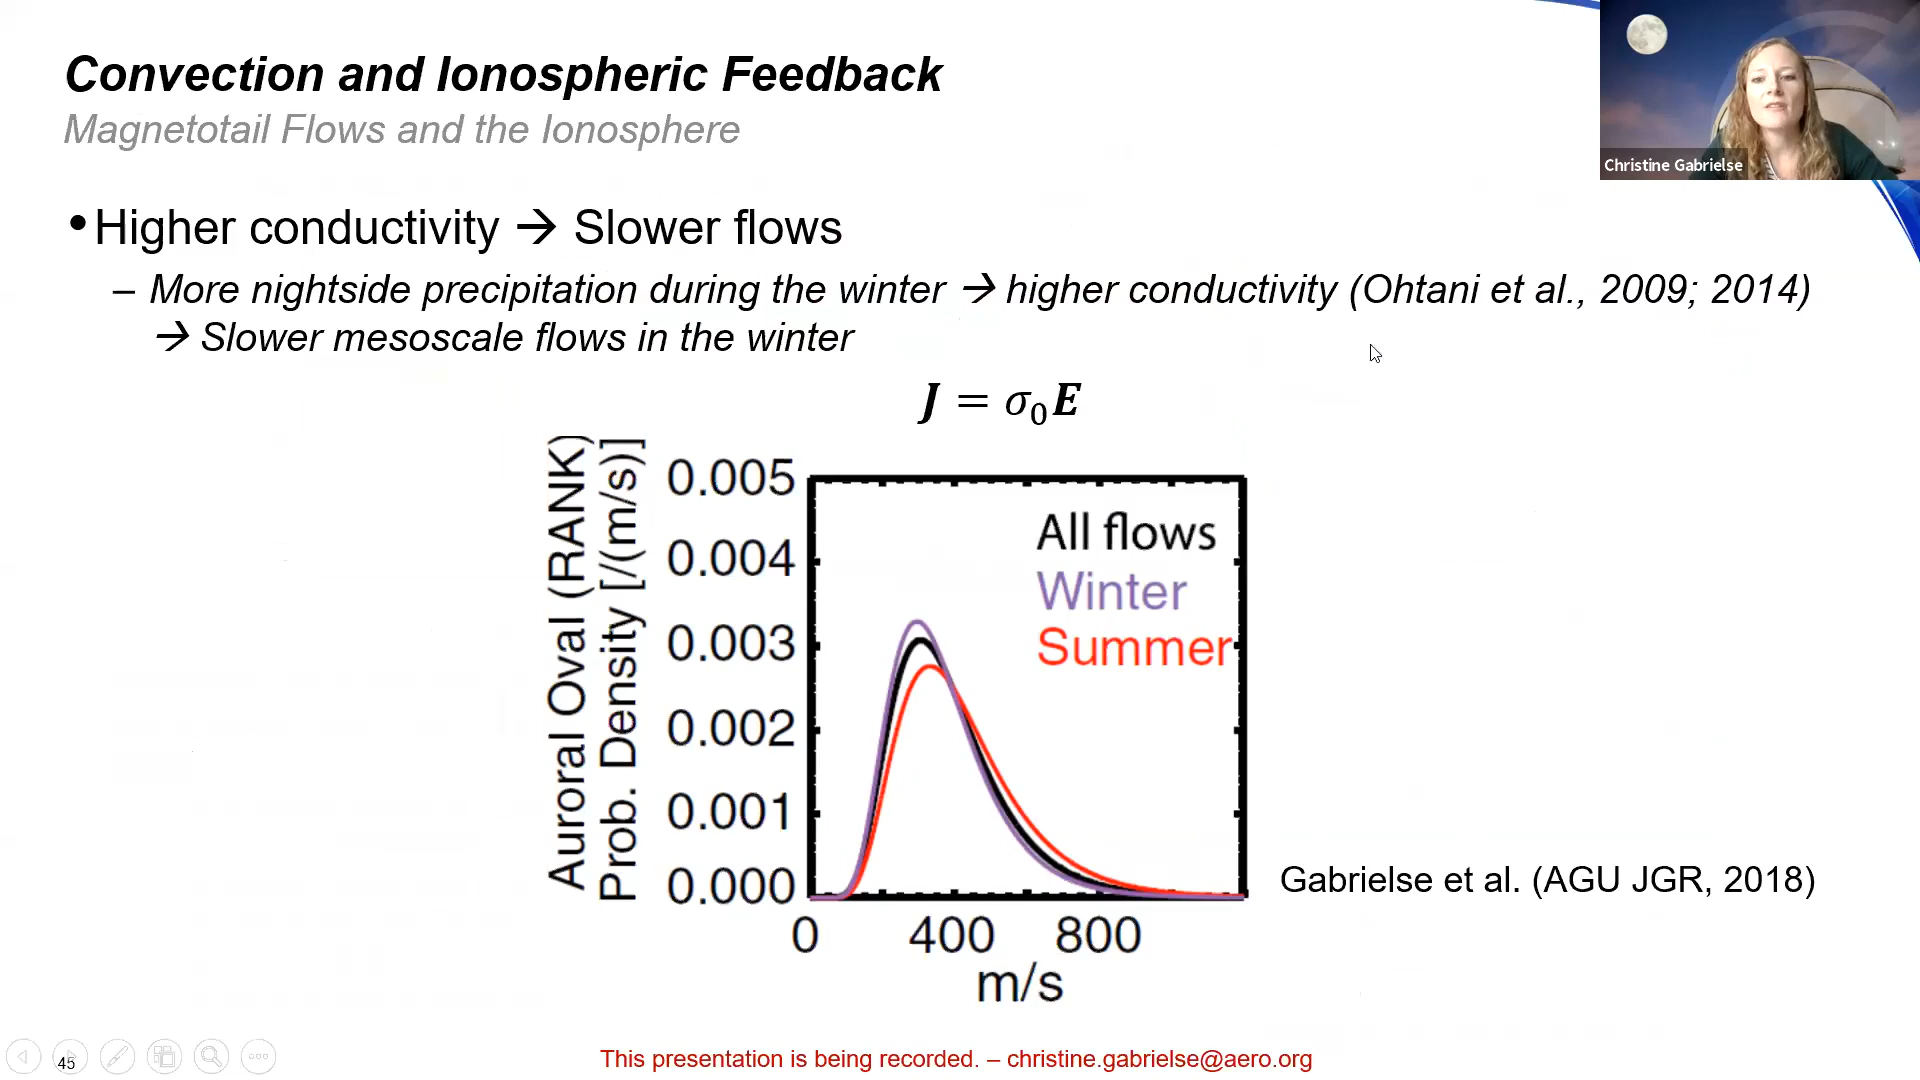 Convection and Ionospheric Feedback
Magnetotail Flows and the Ionosphere
Christine Gabrielse
• Higher conductivity → Slower flows
– More nightside precipitation during the winter → higher conductivity (Ohtani et al., 2009; 2014)
→ Slower mesoscale flows in the winter
J = σ₀E
Auroral Oval (RANK)
Prob. Density [/(m/s)]
0.005
0.004
0.003
0.002
0.001
0.000
All flows
Winter
Summer
0 400 800
m/s
Gabrielse et al. (AGU JGR, 2018)
45
This presentation is being recorded. – christine.gabrielse@aero.org